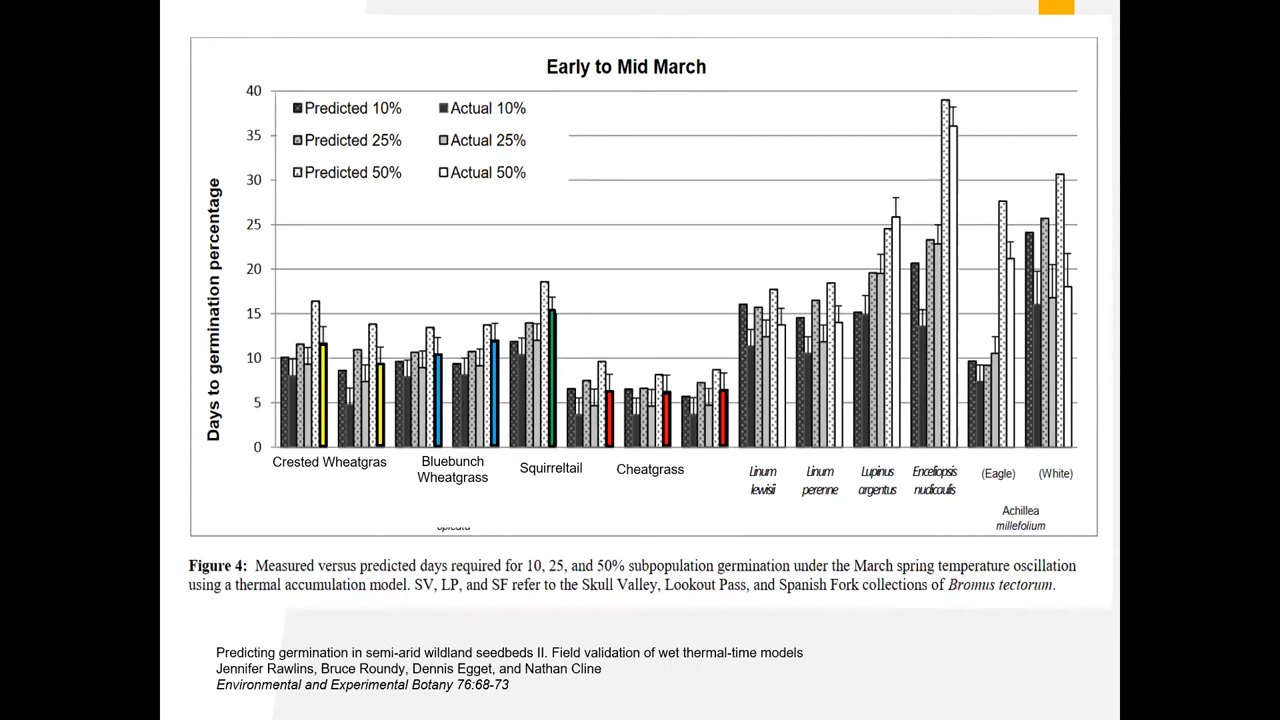 Early to Mid March
40
35
30
25
20
15
10
5
0
Days to germination percentage
Predicted 10%
Actual 10%
Predicted 25%
Actual 25%
Predicted 50%
Actual 50%
Crested Wheatgras
Bluebunch
Wheatgrass
Squirreltail
Cheatgrass
Linum
lewisii
Linum
perenne
Lupinus
argentus
Enceliopsis
nudicaulis
(Eagle)
(White)
Achillea
millefolium
spicata
Figure 4: Measured versus predicted days required for 10, 25, and 50% subpopulation germination under the March spring temperature oscillation
using a thermal accumulation model. SV, LP, and SF refer to the Skull Valley, Lookout Pass, and Spanish Fork collections of Bromus tectorum.
Predicting germination in semi-arid wildland seedbeds II. Field validation of wet thermal-time models
Jennifer Rawlins, Bruce Roundy, Dennis Egget, and Nathan Cline
Environmental and Experimental Botany 76:68-73